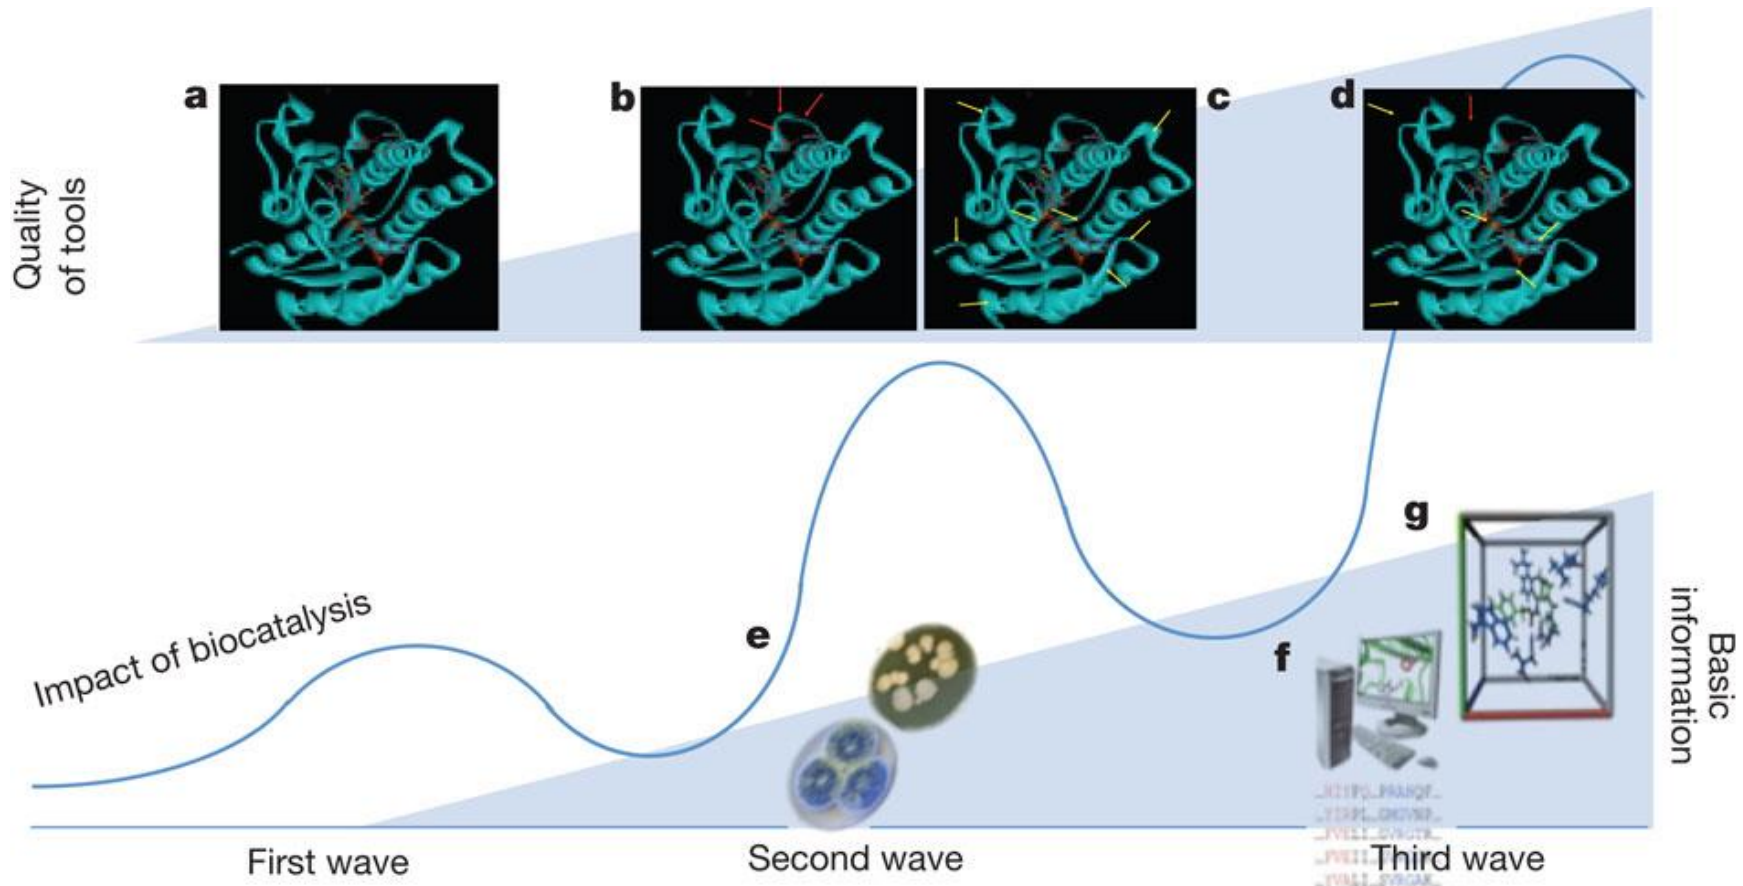 a
b
c
d
Quality
of tools
Impact of biocatalysis
e
f
g
Basic
information
First wave
Second wave
Third wave